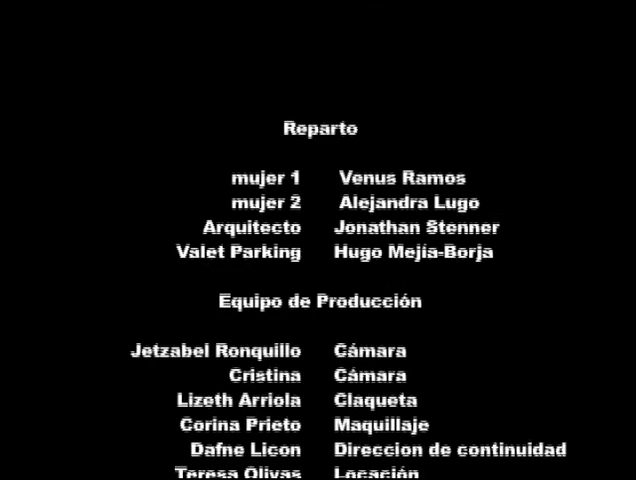 Reparto
mujer 1 Venus Ramos
mujer 2 Alejandra Lugo
Arquitecto Jonathan Stenner
Valet Parking Hugo Mejía-Borja
Equipo de Producción
Jetzabel Ronquillo Cámara
Cristina Cámara
Lizeth Arriola Claqueta
Corina Prieto Maquillaje
Dafne Licon Direccion de continuidad
Teresa Olivas Locación